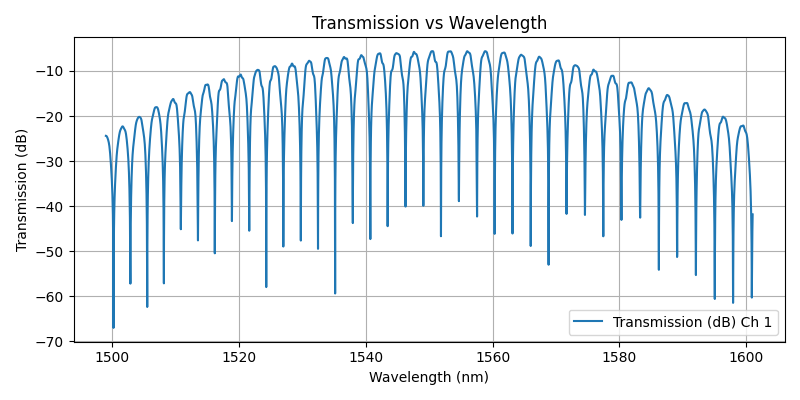 Transmission vs Wavelength
Transmission (dB)
−10
−20
−30
−40
−50
−60
−70
Transmission (dB) Ch 1
1500 1520 1540 1560 1580 1600
Wavelength (nm)